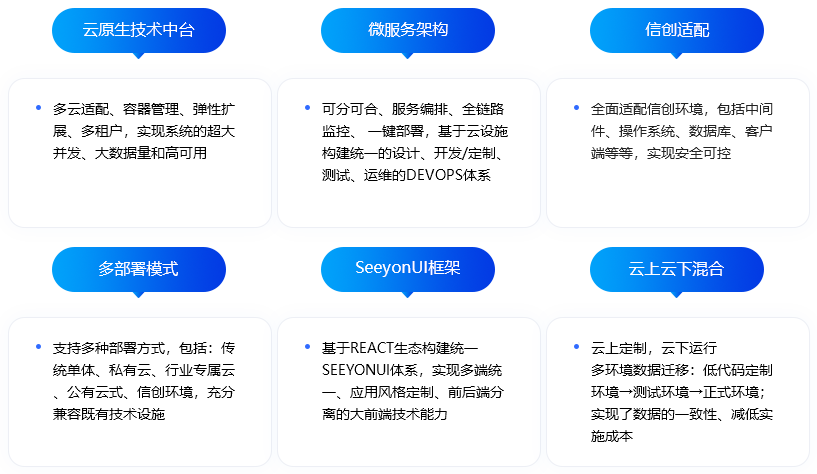 云原生技术中台
多云适配、容器管理、弹性扩
展、多租户，实现系统的超大
并发、大数据量和高可用
微服务架构
可分可合、服务编排、全链路
监控、 一键部署，基于云设施
构建统一的设计、开发/定制、
测试、运维的DEVOPS体系
信创适配
全面适配信创环境，包括中间
件、操作系统、数据库、客户
端等等，实现安全可控
多部署模式
支持多种部署方式，包括：传
统单体、私有云、行业专属云
、公有云式、信创环境，充分
兼容既有技术设施
SeeyonUI框架
基于REACT生态构建统一
SEEYONUI体系，实现多端统
一、应用风格定制、前后端分
离的大前端技术能力
云上云下混合
云上定制，云下运行
多环境数据迁移：低代码定制
环境→测试环境→正式环境；
实现了数据的一致性、减低实
施成本